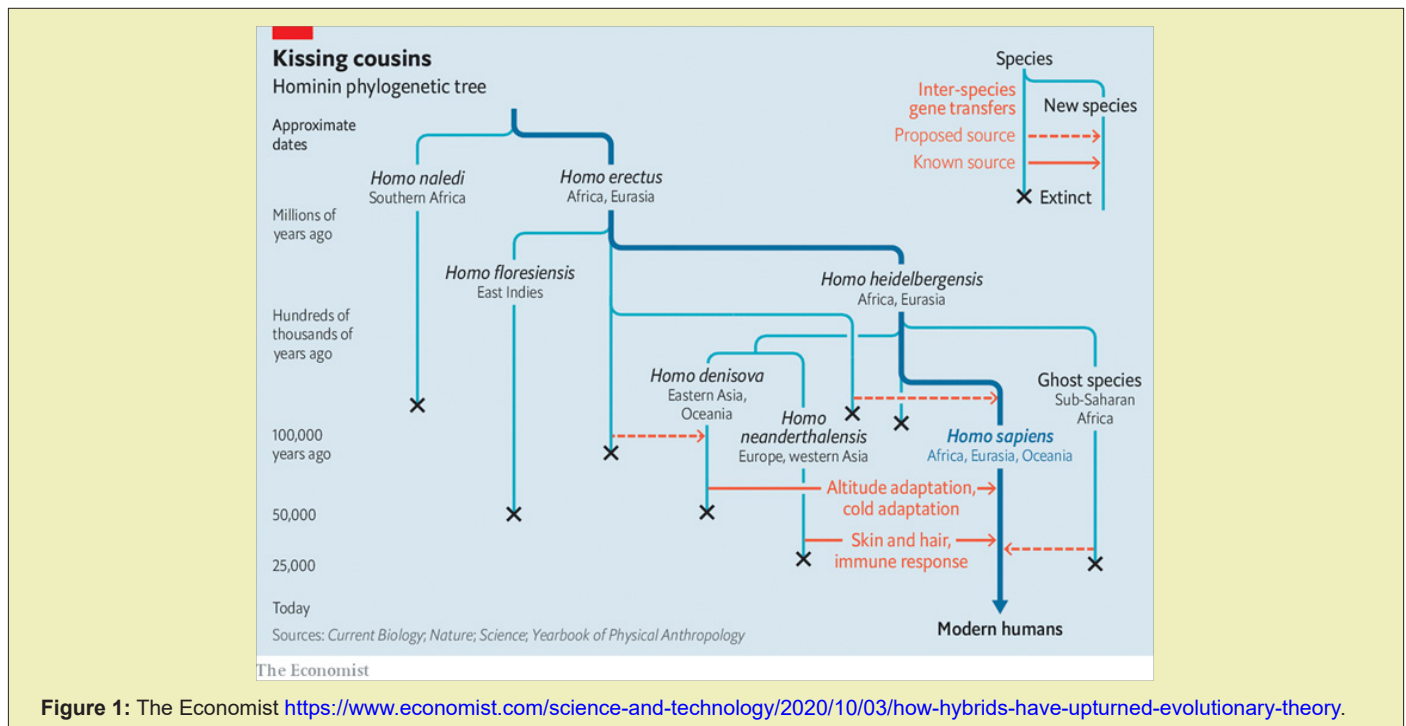 Kissing cousins
Hominin phylogenetic tree
Species
Inter-species
gene transfers
New species
Proposed source
Known source
Extinct
Approximate
dates
Homo naledi
Southern Africa
Homo erectus
Africa, Eurasia
Millions of
years ago
Homo floresiensis
East Indies
Homo heidelbergensis
Africa, Eurasia
Hundreds of
thousands of
years ago
Homo denisova
Eastern Asia,
Oceania
Ghost species
Sub-Saharan
Africa
Homo
neanderthalensis
Europe, western Asia
Homo sapiens
Africa, Eurasia, Oceania
100,000
years ago
Altitude adaptation,
cold adaptation
50,000
Skin and hair,
immune response
25,000
Today
Modern humans
Sources: Current Biology; Nature; Science; Yearbook of Physical Anthropology
The Economist
Figure 1: The Economist https://www.economist.com/science-and-technology/2020/10/03/how-hybrids-have-upturned-evolutionary-theory.